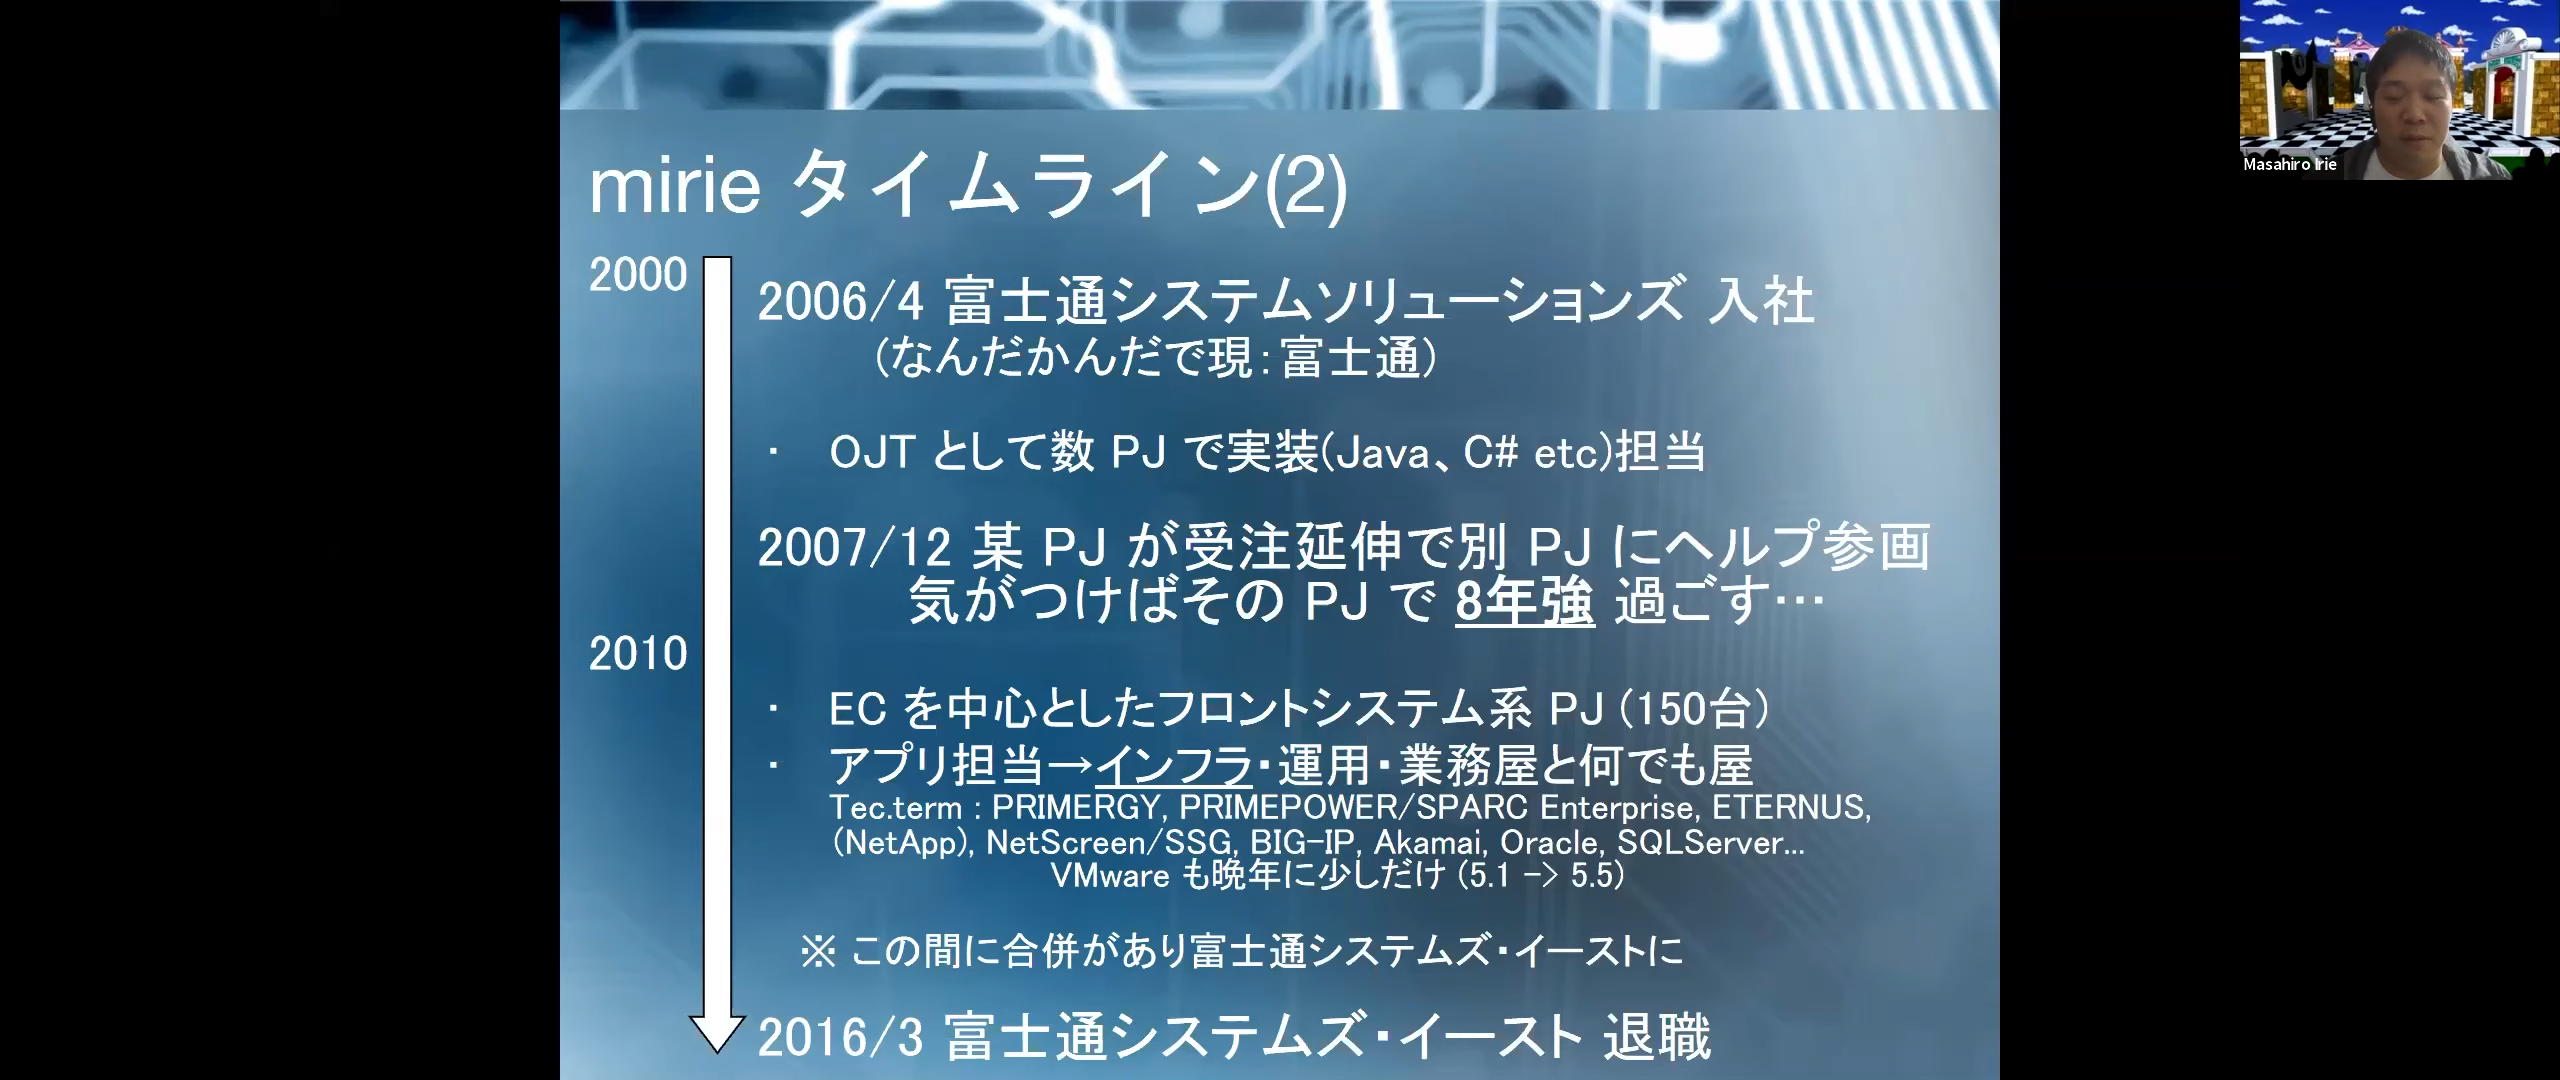 mirie タイムライン(2)
2000
2006/4 富士通システムソリューションズ 入社
(なんだかんだで現：富士通)
・ OJT として数 PJ で実装(Java、C# etc)担当
2007/12 某 PJ が受注延伸で別 PJ にヘルプ参画
気がつけばその PJ で 8年強 過ごす…
2010
・ EC を中心としたフロントシステム系 PJ (150台)
・ アプリ担当→インフラ・運用・業務屋と何でも屋
Tec.term : PRIMERGY, PRIMEPOWER/SPARC Enterprise, ETERNUS,
(NetApp), NetScreen/SSG, BIG-IP, Akamai, Oracle, SQLServer...
VMware も晩年に少しだけ (5.1 -> 5.5)
※ この間に合併があり富士通システムズ・イーストに
2016/3 富士通システムズ・イースト 退職
Masahiro Irie